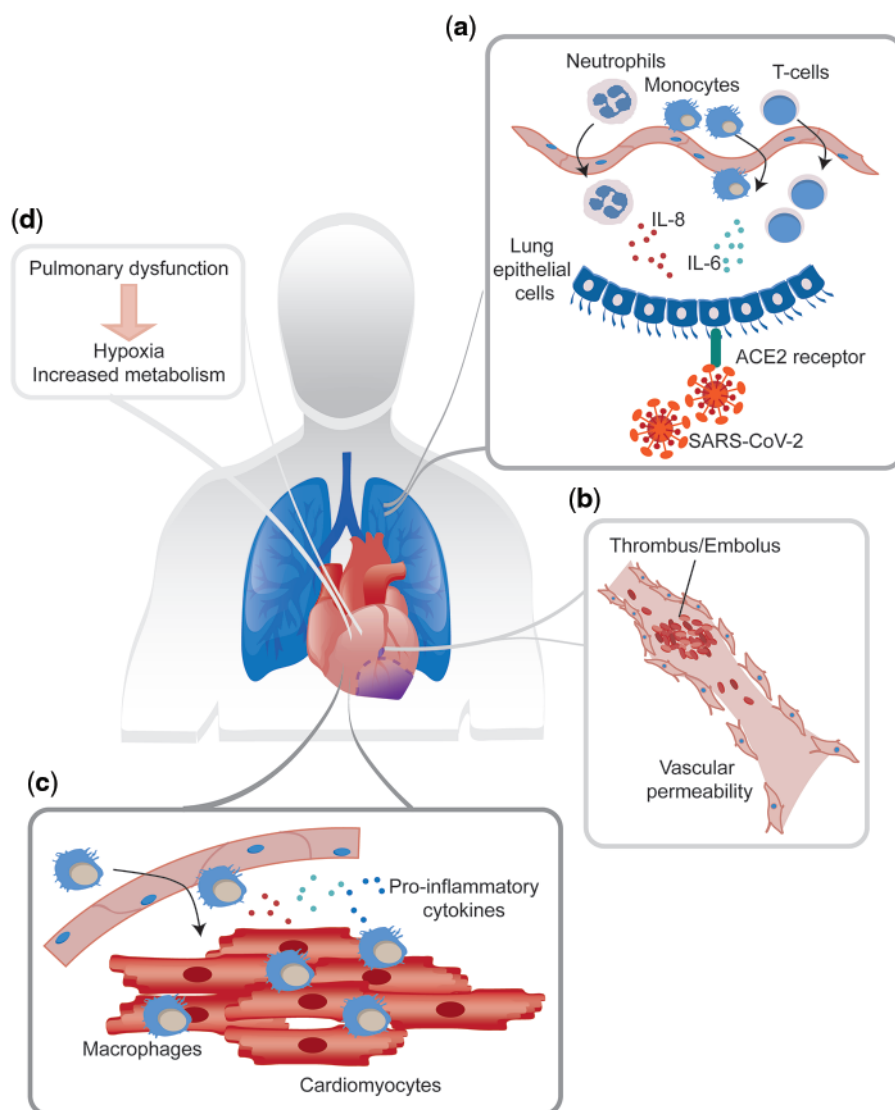 (a)
Neutrophils
Monocytes
T-cells
IL-8
IL-6
Lung
epithelial
cells
ACE2 receptor
SARS-CoV-2
(b)
Thrombus/Embolus
Vascular
permeability
(c)
Pro-inflammatory
cytokines
Macrophages
Cardiomyocytes
(d)
Pulmonary dysfunction
Hypoxia
Increased metabolism